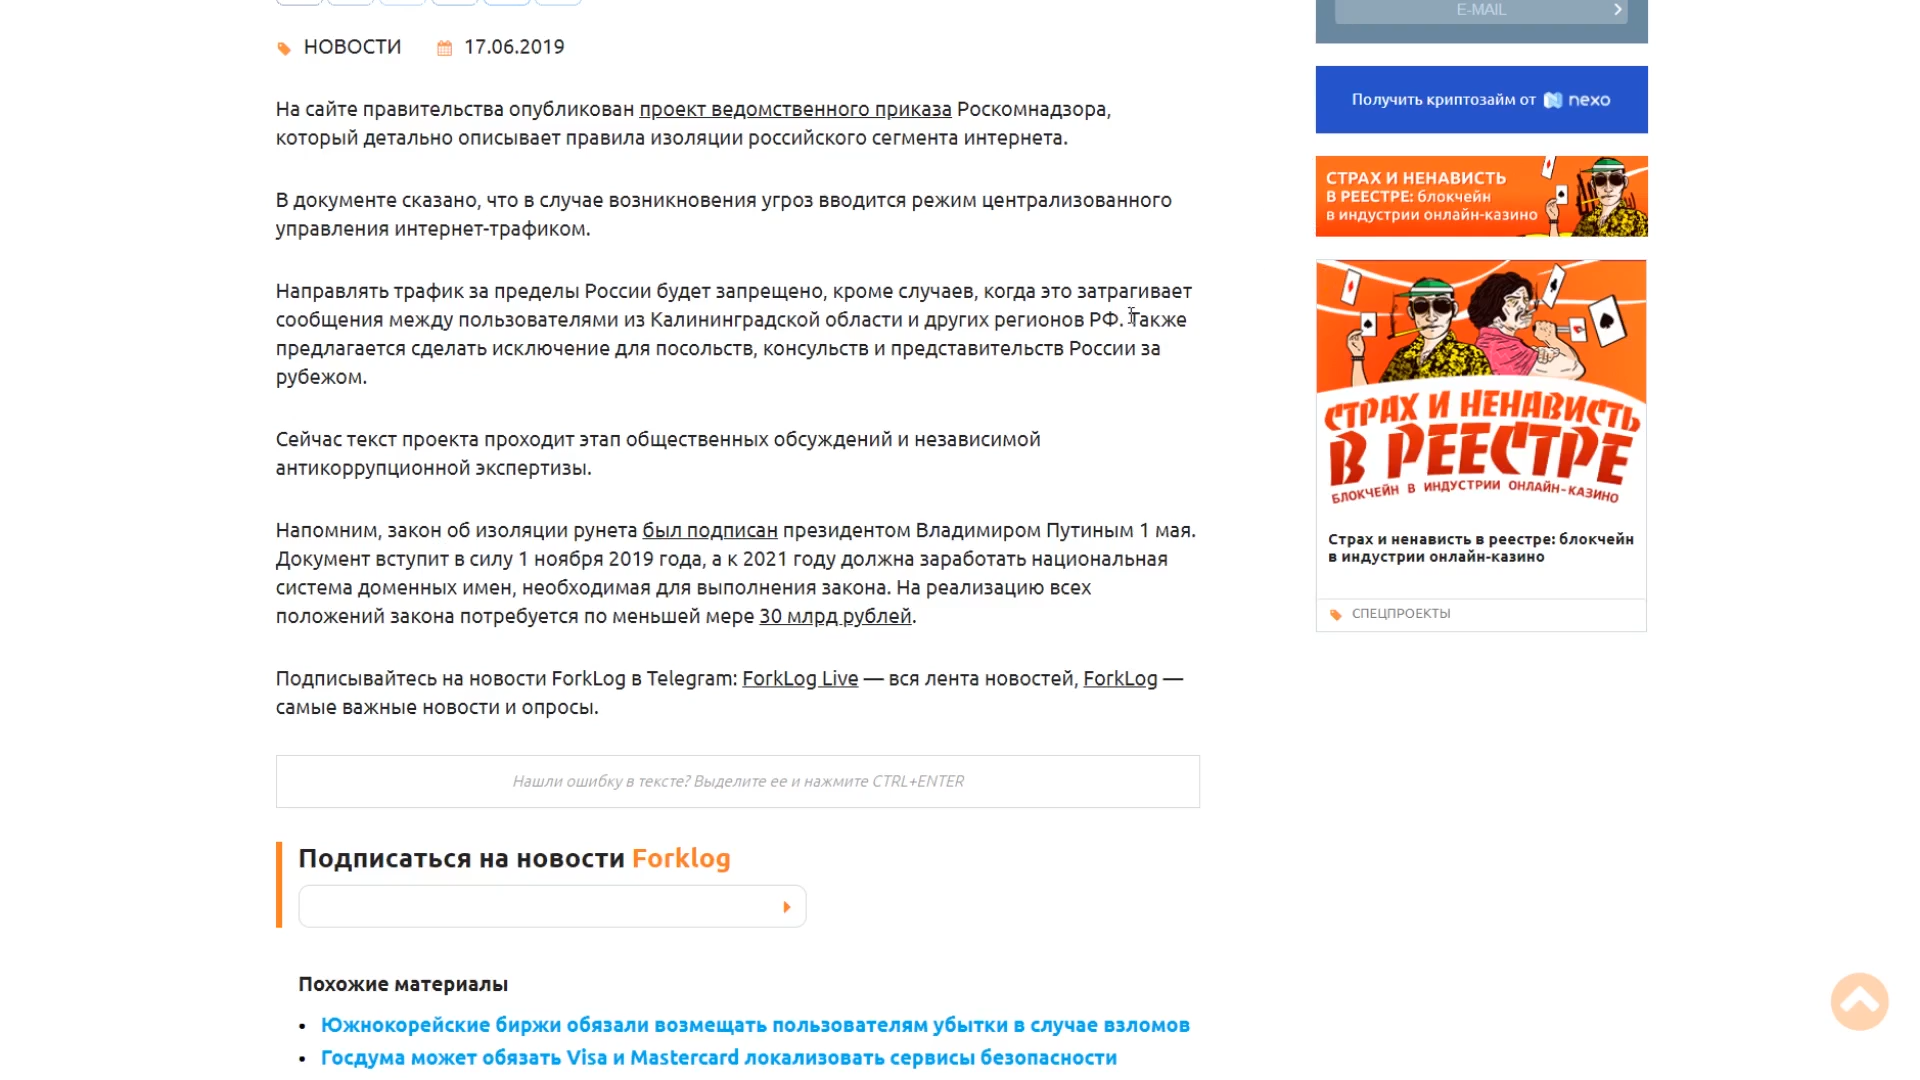 НОВОСТИ 17.06.2019
На сайте правительства опубликован проект ведомственного приказа Роскомнадзора,
который детально описывает правила изоляции российского сегмента интернета.
В документе сказано, что в случае возникновения угроз вводится режим централизованного
управления интернет-трафиком.
Направлять трафик за пределы России будет запрещено, кроме случаев, когда это затрагивает
сообщения между пользователями из Калининградской области и других регионов РФ. Также
предлагается сделать исключение для посольств, консульств и представительств России за
рубежом.
Сейчас текст проекта проходит этап общественных обсуждений и независимой
антикоррупционной экспертизы.
Напомним, закон об изоляции рунета был подписан президентом Владимиром Путиным 1 мая.
Документ вступит в силу 1 ноября 2019 года, а к 2021 году должна заработать национальная
система доменных имен, необходимая для выполнения закона. На реализацию всех
положений закона потребуется по меньшей мере 30 млрд рублей.
Подписывайтесь на новости ForkLog в Telegram: ForkLog Live — вся лента новостей, ForkLog —
самые важные новости и опросы.
Нашли ошибку в тексте? Выделите ее и нажмите CTRL+ENTER
Подписаться на новости Forklog
Похожие материалы
• Южнокорейские биржи обязали возмещать пользователям убытки в случае взломов
• Госдума может обязать Visa и Mastercard локализовать сервисы безопасности
E-MAIL
Получить криптозайм от nexo
СТРАХ И НЕНАВИСТЬ
В РЕЕСТРЕ: блокчейн
в индустрии онлайн-казино
СТРАХ И НЕНАВИСТЬ
В РЕЕСТРЕ
БЛОКЧЕЙН В ИНДУСТРИИ ОНЛАЙН-КАЗИНО
Страх и ненависть в реестре: блокчейн
в индустрии онлайн-казино
СПЕЦПРОЕКТЫ